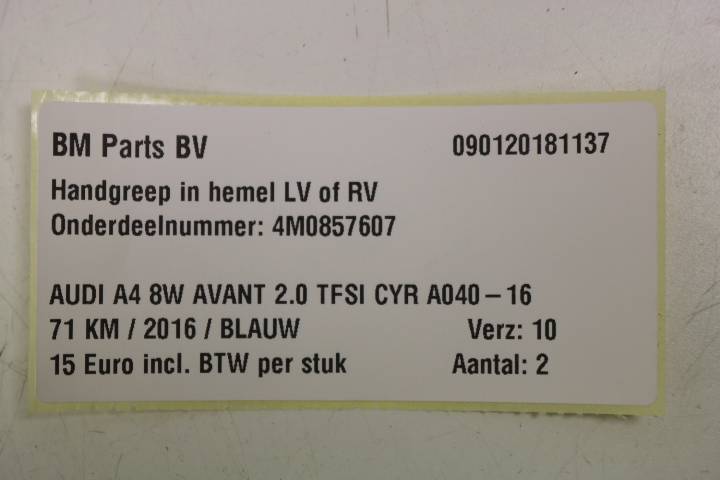 BM Parts BV 090120181137
Handgreep in hemel LV of RV
Onderdeelnummer: 4M0857607
AUDI A4 8W AVANT 2.0 TFSI CYR A040-16
71 KM / 2016 / BLAUW Verz: 10
15 Euro incl. BTW per stuk Aantal: 2